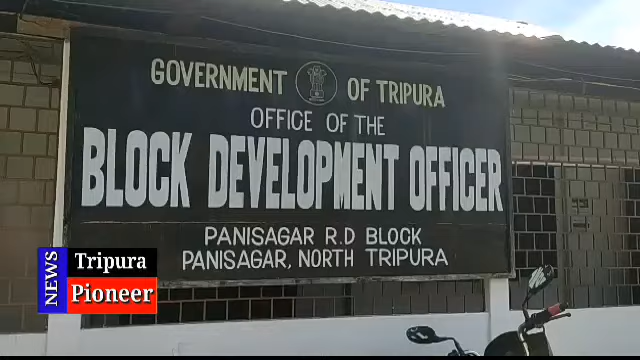 GOVERNMENT OF TRIPURA
OFFICE OF THE
BLOCK DEVELOPMENT OFFICER
PANISAGAR R.D BLOCK
PANISAGAR, NORTH TRIPURA
NEWS
Tripura
Pioneer